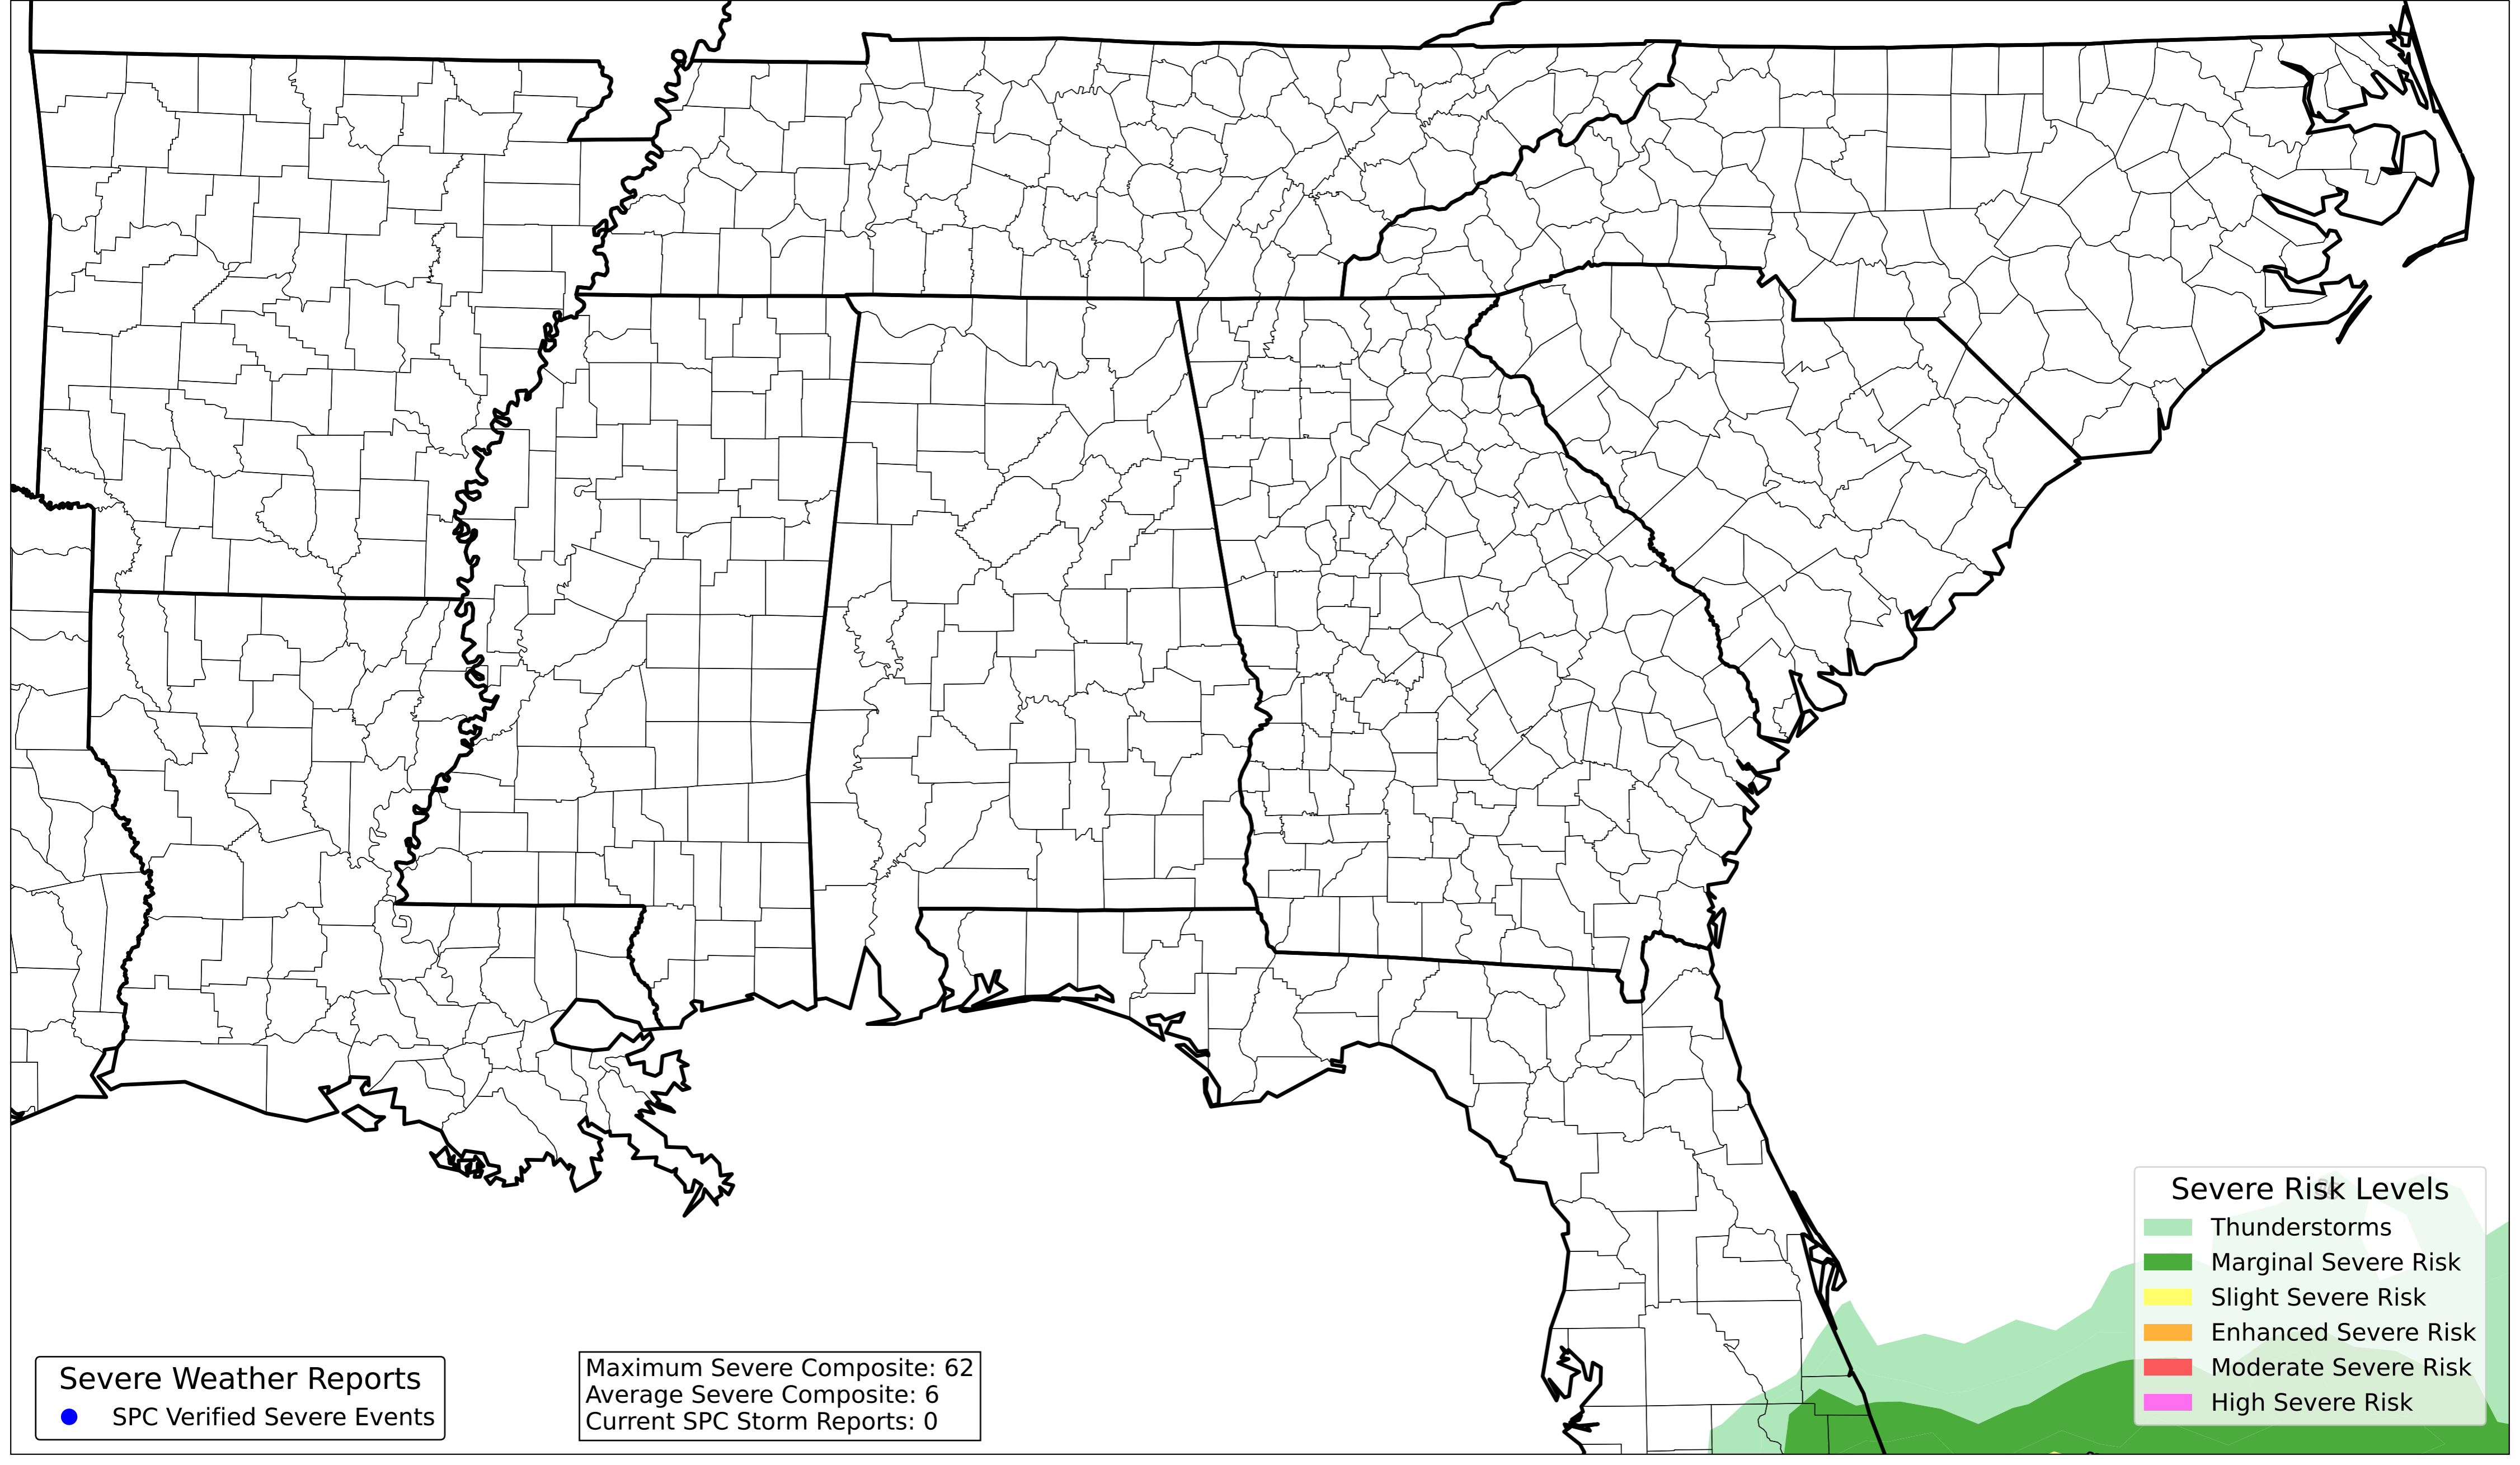 Severe Risk Levels
Thunderstorms
Marginal Severe Risk
Slight Severe Risk
Enhanced Severe Risk
Moderate Severe Risk
High Severe Risk
Severe Weather Reports
SPC Verified Severe Events
Maximum Severe Composite: 62
Average Severe Composite: 6
Current SPC Storm Reports: 0